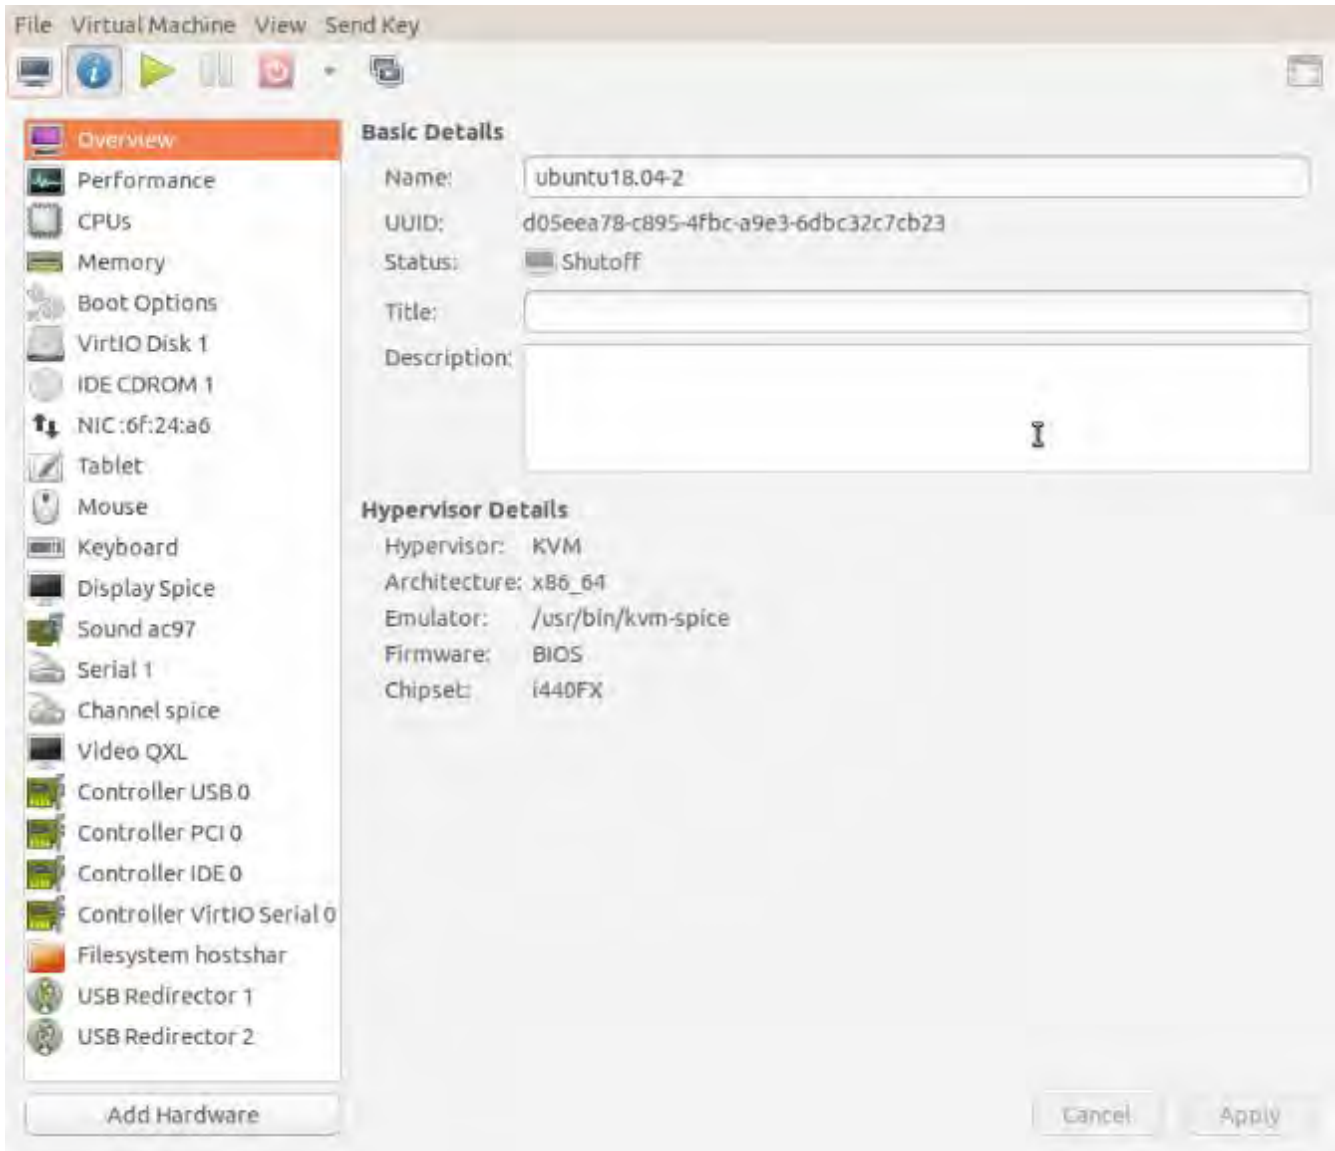 File Virtual Machine View Send Key
Overview
Performance
CPUs
Memory
Boot Options
VirtIO Disk 1
IDE CDROM 1
NIC :6f:24:a6
Tablet
Mouse
Keyboard
Display Spice
Sound ac97
Serial 1
Channel spice
Video QXL
Controller USB 0
Controller PCI 0
Controller IDE 0
Controller VirtIO Serial 0
Filesystem hostshar
USB Redirector 1
USB Redirector 2
Add Hardware
Basic Details
Name: ubuntu18.04-2
UUID: d05eea78-c895-4fbc-a9e3-6dbc32c7cb23
Status: Shutoff
Title:
Description:
Hypervisor Details
Hypervisor: KVM
Architecture: x86_64
Emulator: /usr/bin/kvm-spice
Firmware: BIOS
Chipset: i440FX
Cancel Apply